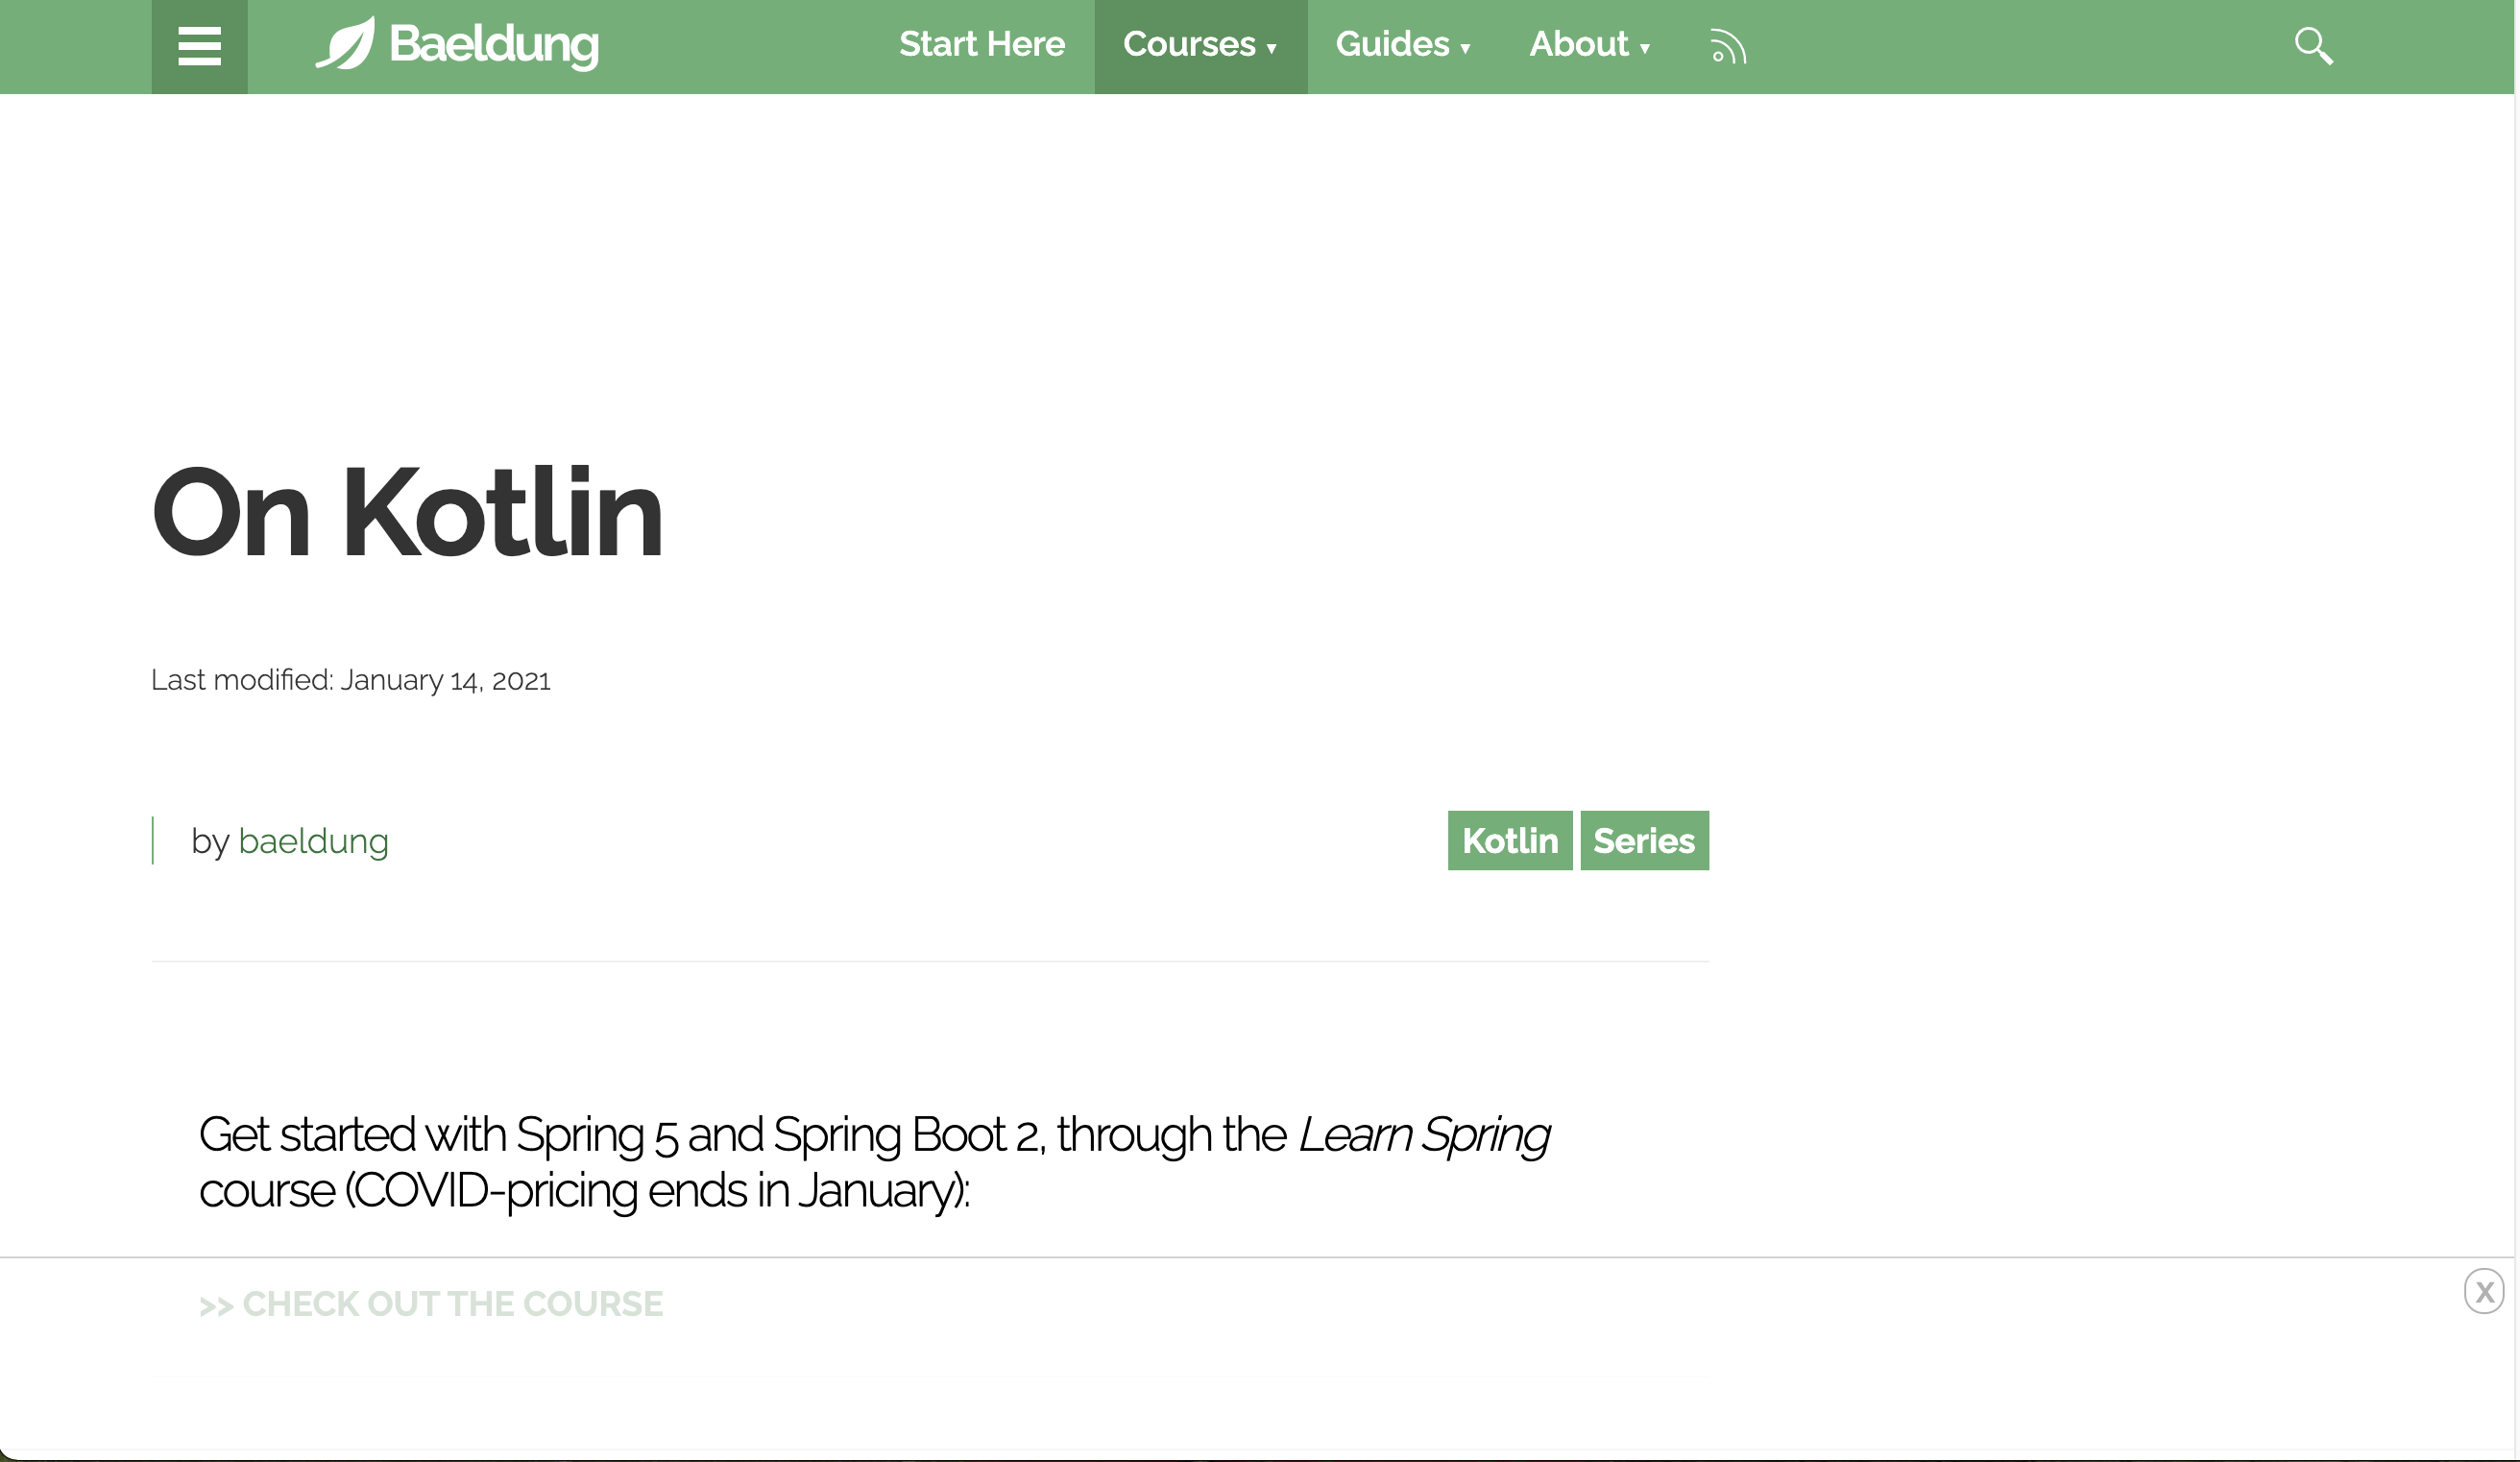 Baeldung
Start Here
Courses ▼
Guides ▼
About ▼
On Kotlin
Last modified: January 14, 2021
by baeldung
Kotlin
Series
Get started with Spring 5 and Spring Boot 2, through the Learn Spring
course (COVID-pricing ends in January):
>> CHECK OUT THE COURSE
X